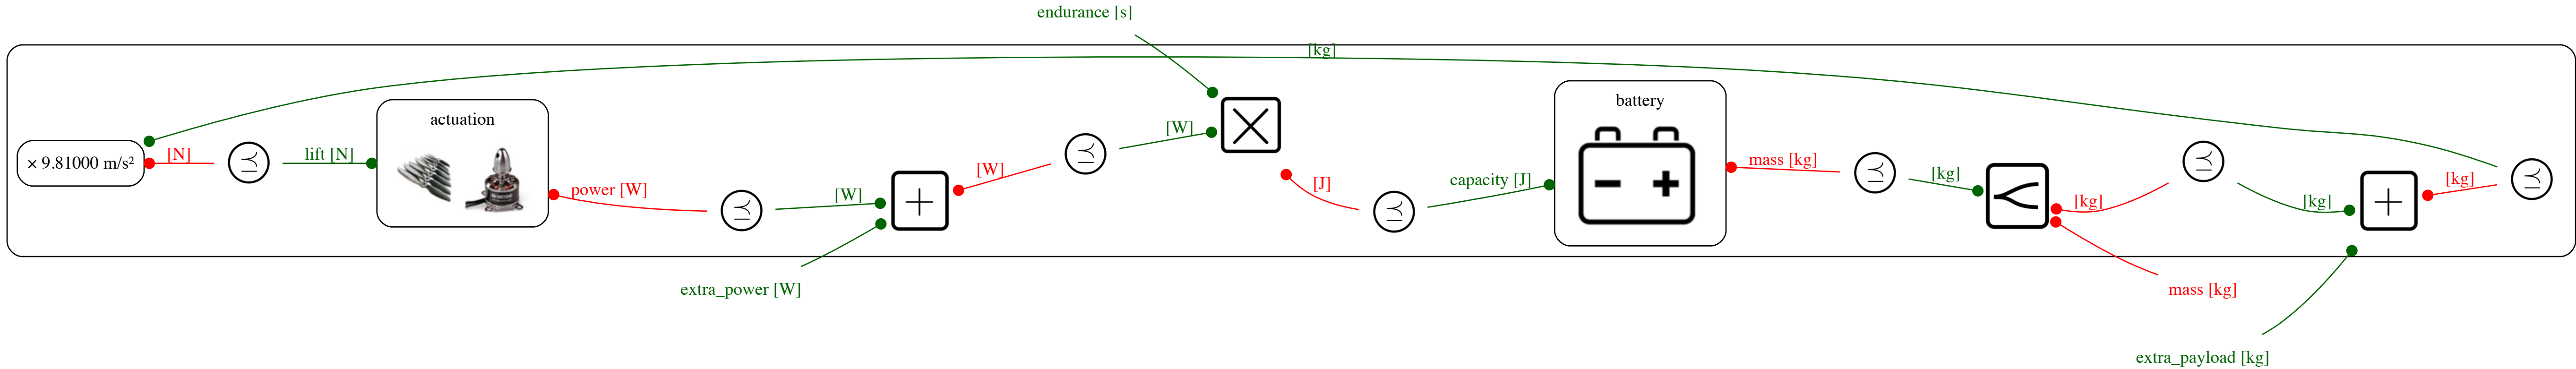 endurance [s]
[kg]
battery
actuation
[W]
× 9.81000 m/s²
[N]
⪯
lift [N]
power [W]
⪯
[W]
+
[W]
⪯
×
[J]
⪯
capacity [J]
mass [kg]
⪯
[kg]
[kg]
⪯
[kg]
+
[kg]
⪯
extra_power [W]
mass [kg]
extra_payload [kg]